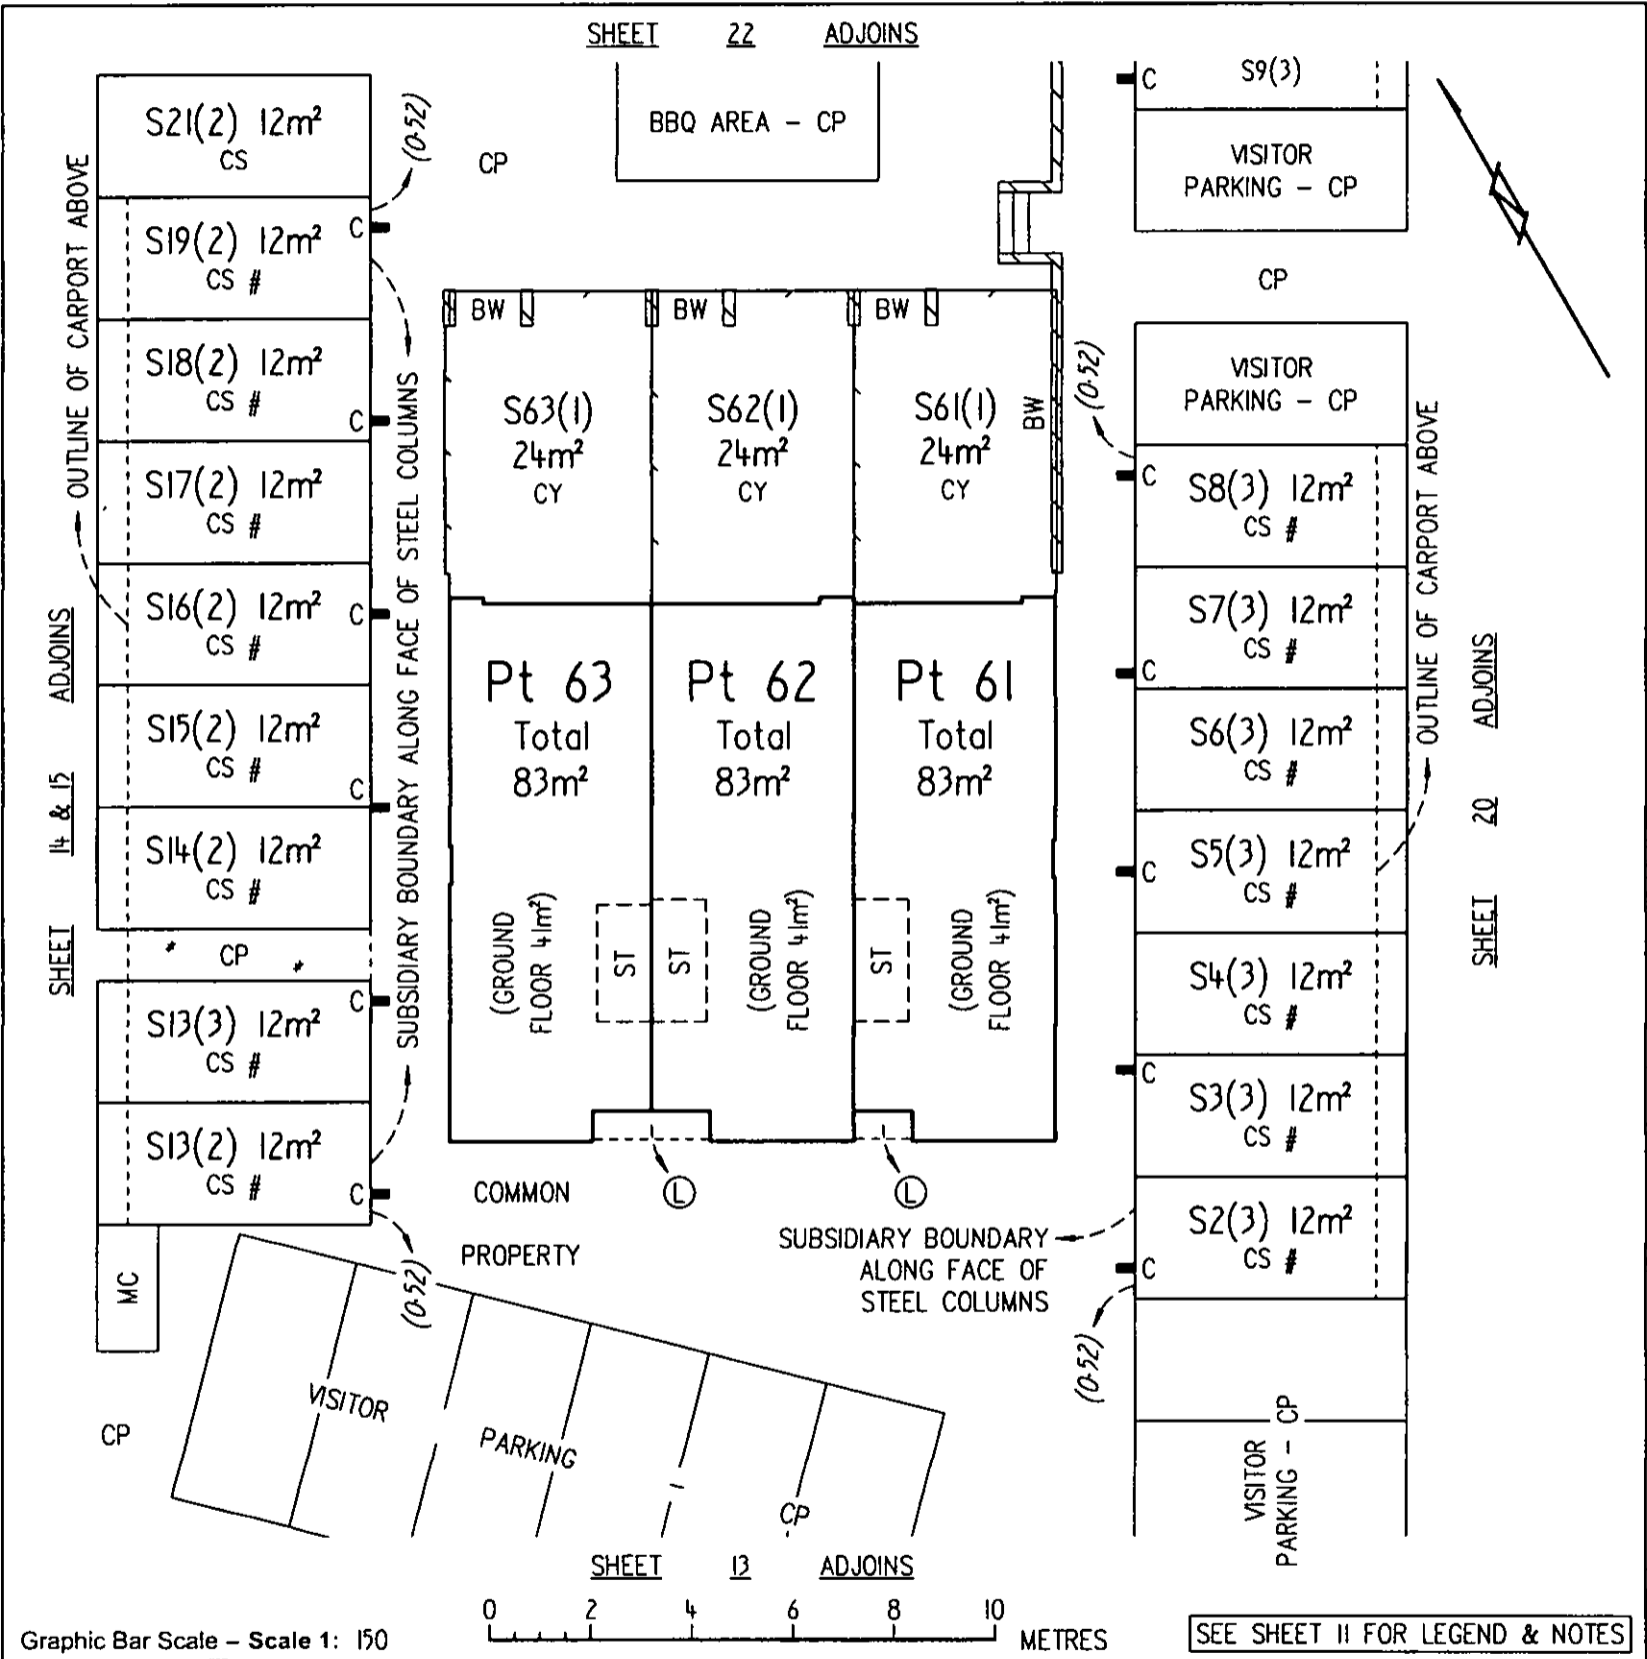 SHEET 22 ADJOINS
BBQ AREA – CP
CP
S21(2) 12m²
CS
(0·52)
S19(2) 12m²
CS #
C
S18(2) 12m²
CS #
C
S17(2) 12m²
CS #
S16(2) 12m²
CS #
C
S15(2) 12m²
CS #
C
S14(2) 12m²
CS #
# CP #
S13(3) 12m²
CS #
C
S13(2) 12m²
CS #
C
(0·52)
MC
CP
OUTLINE OF CARPORT ABOVE
SHEET 14 & 15 ADJOINS
SUBSIDIARY BOUNDARY ALONG FACE OF STEEL COLUMNS
BW
BW
BW
BW
S63(1)
24m²
CY
S62(1)
24m²
CY
S61(1)
24m²
CY
Pt 63
Total
83m²
(GROUND
FLOOR 41m²)
ST
Pt 62
Total
83m²
ST
(GROUND
FLOOR 41m²)
Pt 61
Total
83m²
ST
(GROUND
FLOOR 41m²)
L
L
COMMON
PROPERTY
SUBSIDIARY BOUNDARY
ALONG FACE OF
STEEL COLUMNS
VISITOR
PARKING
–
CP
S9(3)
C
VISITOR
PARKING – CP
CP
VISITOR
PARKING – CP
(0·52)
S8(3) 12m²
CS #
C
S7(3) 12m²
CS #
C
S6(3) 12m²
CS #
S5(3) 12m²
CS #
C
S4(3) 12m²
CS #
S3(3) 12m²
CS #
C
S2(3) 12m²
CS #
C
(0·52)
VISITOR
PARKING – CP
OUTLINE OF CARPORT ABOVE
SHEET 20 ADJOINS
SHEET 13 ADJOINS
0 2 4 6 8 10
METRES
Graphic Bar Scale – Scale 1: 150
SEE SHEET 11 FOR LEGEND & NOTES